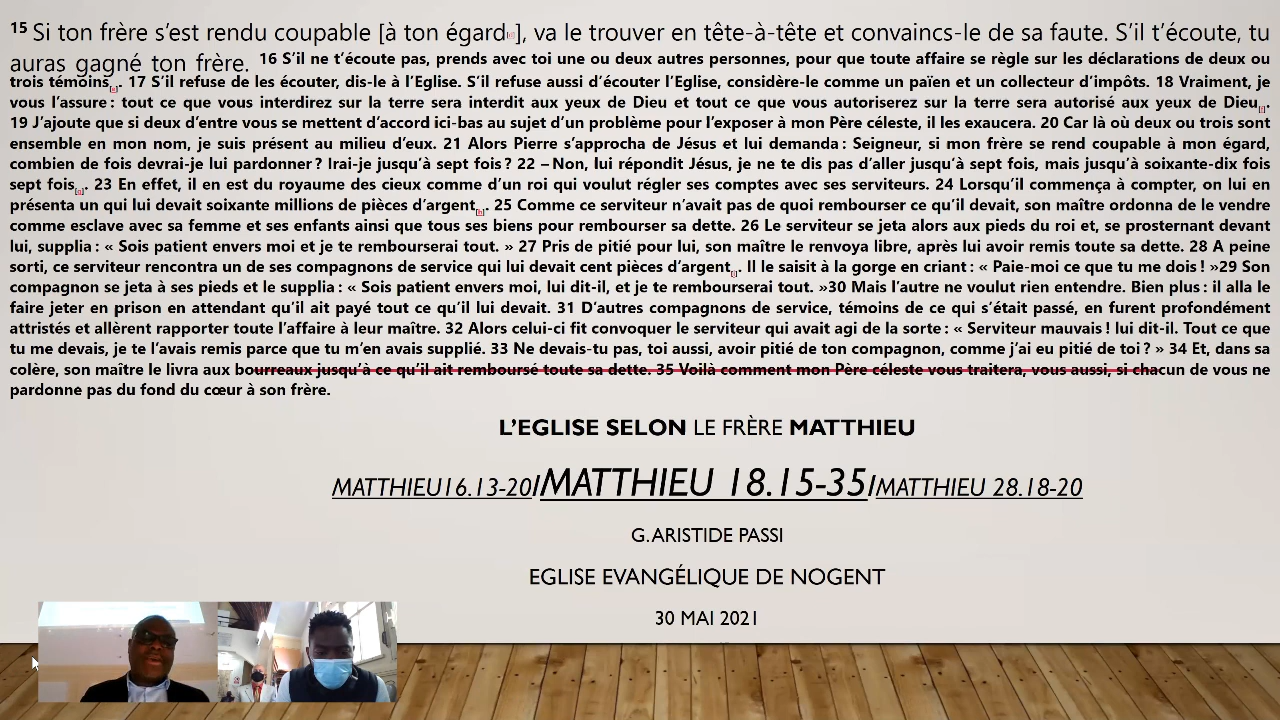 15 Si ton frère s’est rendu coupable [à ton égard[d]], va le trouver en tête-à-tête et convaincs-le de sa faute. S’il t’écoute, tu
auras gagné ton frère. 16 S’il ne t’écoute pas, prends avec toi une ou deux autres personnes, pour que toute affaire se règle sur les déclarations de deux ou
trois témoins[e]. 17 S’il refuse de les écouter, dis-le à l’Eglise. S’il refuse aussi d’écouter l’Eglise, considère-le comme un païen et un collecteur d’impôts. 18 Vraiment, je
vous l’assure : tout ce que vous interdirez sur la terre sera interdit aux yeux de Dieu et tout ce que vous autoriserez sur la terre sera autorisé aux yeux de Dieu[f].
19 J’ajoute que si deux d’entre vous se mettent d’accord ici-bas au sujet d’un problème pour l’exposer à mon Père céleste, il les exaucera. 20 Car là où deux ou trois sont
ensemble en mon nom, je suis présent au milieu d’eux. 21 Alors Pierre s’approcha de Jésus et lui demanda : Seigneur, si mon frère se rend coupable à mon égard,
combien de fois devrai-je lui pardonner ? Irai-je jusqu’à sept fois ? 22 – Non, lui répondit Jésus, je ne te dis pas d’aller jusqu’à sept fois, mais jusqu’à soixante-dix fois
sept fois[g]. 23 En effet, il en est du royaume des cieux comme d’un roi qui voulut régler ses comptes avec ses serviteurs. 24 Lorsqu’il commença à compter, on lui en
présenta un qui lui devait soixante millions de pièces d’argent[h]. 25 Comme ce serviteur n’avait pas de quoi rembourser ce qu’il devait, son maître ordonna de le vendre
comme esclave avec sa femme et ses enfants ainsi que tous ses biens pour rembourser sa dette. 26 Le serviteur se jeta alors aux pieds du roi et, se prosternant devant
lui, supplia : « Sois patient envers moi et je te rembourserai tout. » 27 Pris de pitié pour lui, son maître le renvoya libre, après lui avoir remis toute sa dette. 28 A peine
sorti, ce serviteur rencontra un de ses compagnons de service qui lui devait cent pièces d’argent[i]. Il le saisit à la gorge en criant : « Paie-moi ce que tu me dois ! »29 Son
compagnon se jeta à ses pieds et le supplia : « Sois patient envers moi, lui dit-il, et je te rembourserai tout. »30 Mais l’autre ne voulut rien entendre. Bien plus : il alla le
faire jeter en prison en attendant qu’il ait payé tout ce qu’il lui devait. 31 D’autres compagnons de service, témoins de ce qui s’était passé, en furent profondément
attristés et allèrent rapporter toute l’affaire à leur maître. 32 Alors celui-ci fit convoquer le serviteur qui avait agi de la sorte : « Serviteur mauvais ! lui dit-il. Tout ce que
tu me devais, je te l’avais remis parce que tu m’en avais supplié. 33 Ne devais-tu pas, toi aussi, avoir pitié de ton compagnon, comme j’ai eu pitié de toi ? » 34 Et, dans sa
colère, son maître le livra aux bourreaux jusqu’à ce qu’il ait remboursé toute sa dette. 35 Voilà comment mon Père céleste vous traitera, vous aussi, si chacun de vous ne
pardonne pas du fond du cœur à son frère.
L’EGLISE SELON LE FRÈRE MATTHIEU
MATTHIEU16.13-20/MATTHIEU 18.15-35/MATTHIEU 28.18-20
G. ARISTIDE PASSI
EGLISE EVANGÉLIQUE DE NOGENT
30 MAI 2021